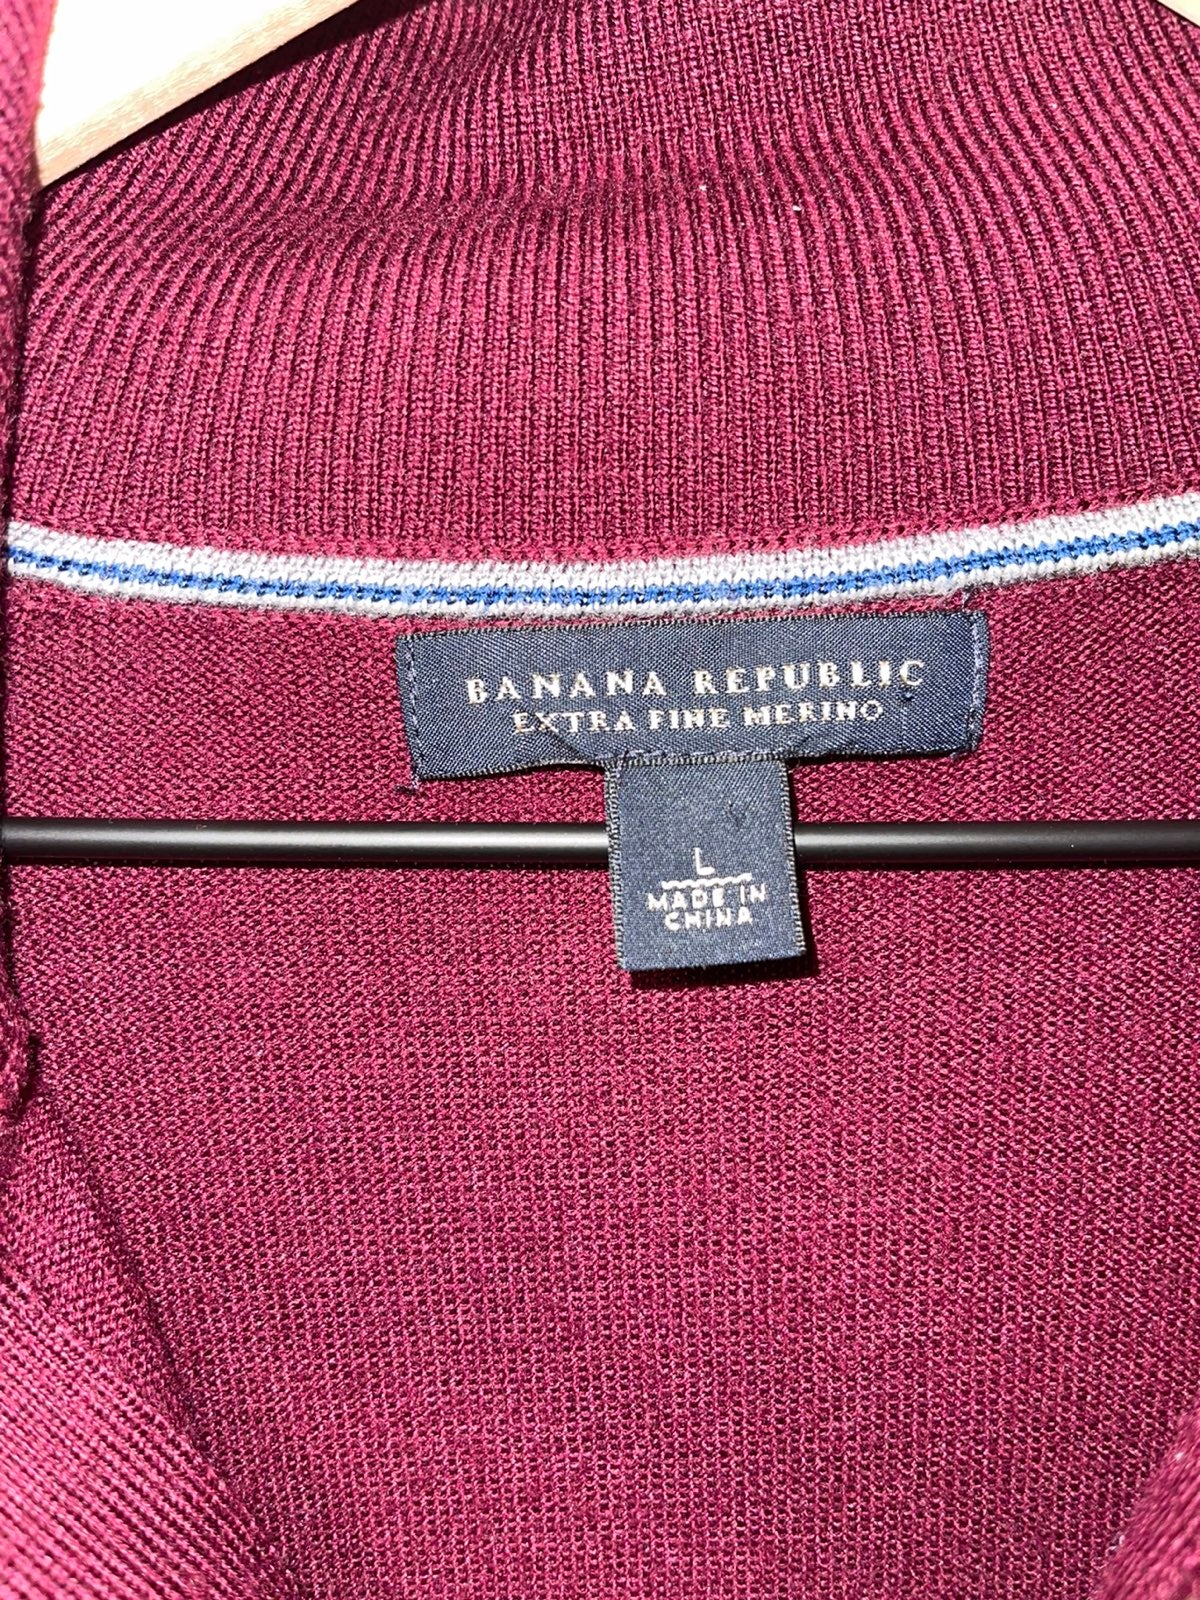 BANANA REPUBLIC
EXTRA FINE MERINO
L
MADE IN
CHINA